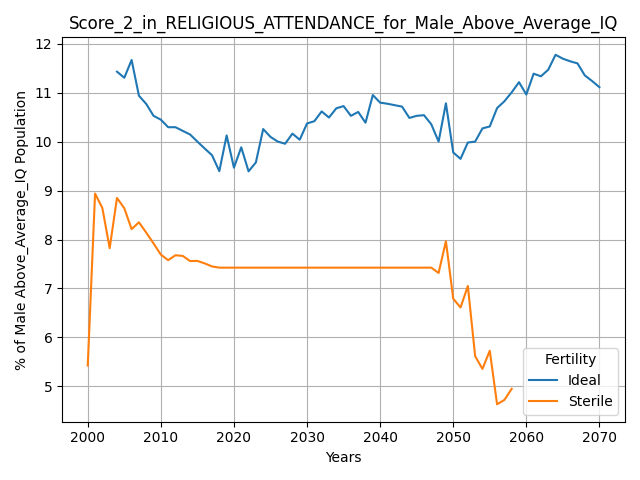 Score_2_in_RELIGIOUS_ATTENDANCE_for_Male_Above_Average_IQ
% of Male Above_Average_IQ Population
12
11
10
9
8
7
6
5
Fertility
Ideal
Sterile
2000 2010 2020 2030 2040 2050 2060 2070
Years